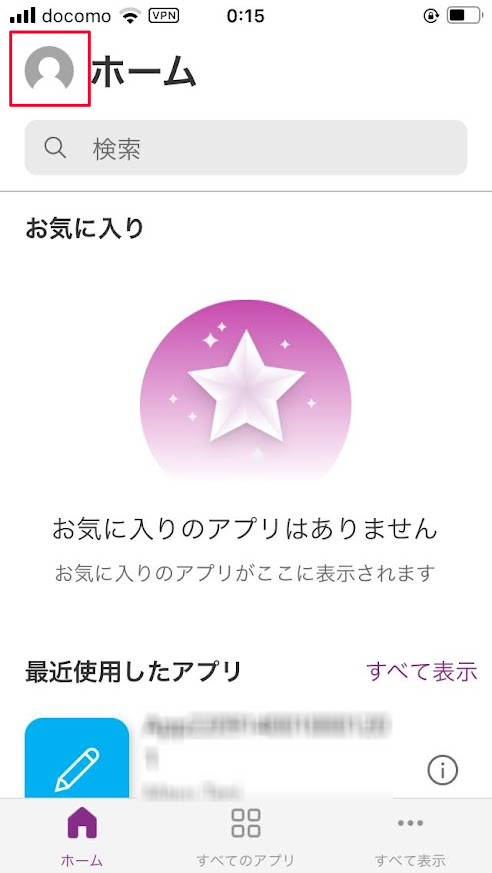 docomo VPN 0:15
ホーム
検索
お気に入り
お気に入りのアプリはありません
お気に入りのアプリがここに表示されます
最近使用したアプリ すべて表示
ホーム すべてのアプリ すべて表示